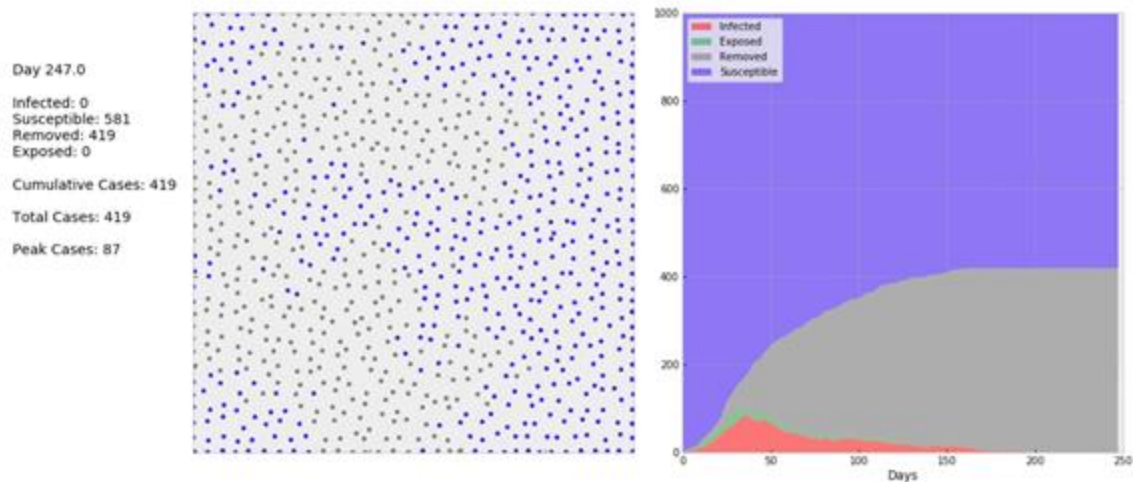 Day 247.0
Infected: 0
Susceptible: 581
Removed: 419
Exposed: 0
Cumulative Cases: 419
Total Cases: 419
Peak Cases: 87
Infected
Exposed
Removed
Susceptible
1000
800
600
400
200
0
0 50 100 150 200 250
Days